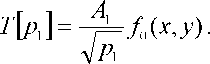 T[p₁] = A₁/√p₁ f₀(x, y).